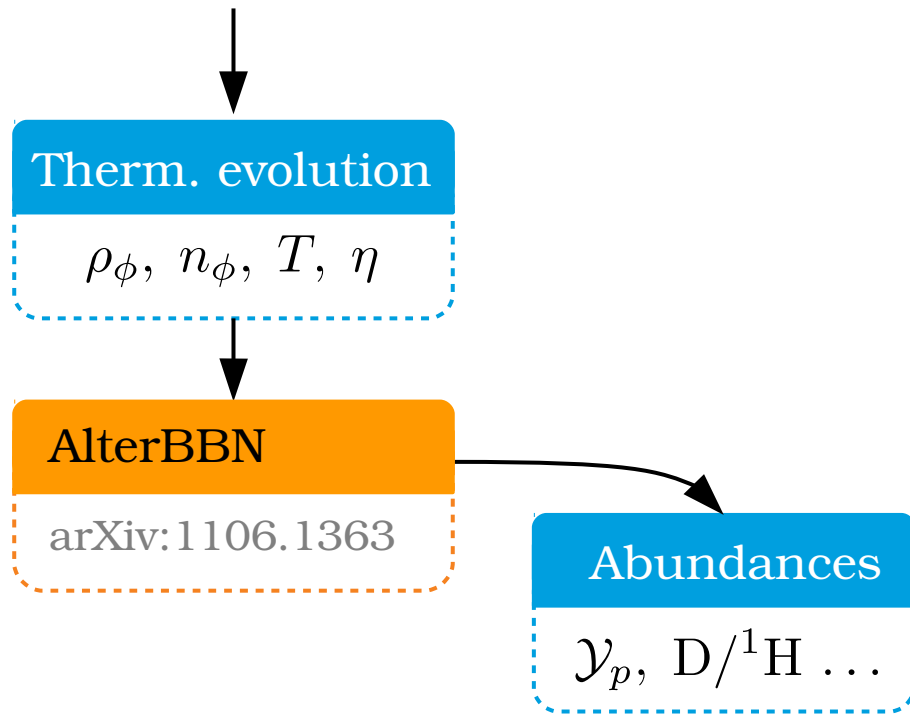 Therm. evolution
ρ_ϕ, n_ϕ, T, η
AlterBBN
arXiv:1106.1363
Abundances
𝒴_p, D/¹H …